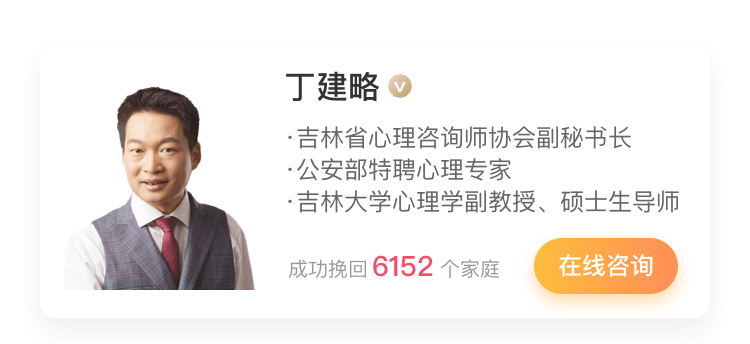 丁建略 V
·吉林省心理咨询师协会副秘书长
·公安部特聘心理专家
·吉林大学心理学副教授、硕士生导师
成功挽回 6152 个家庭
在线咨询